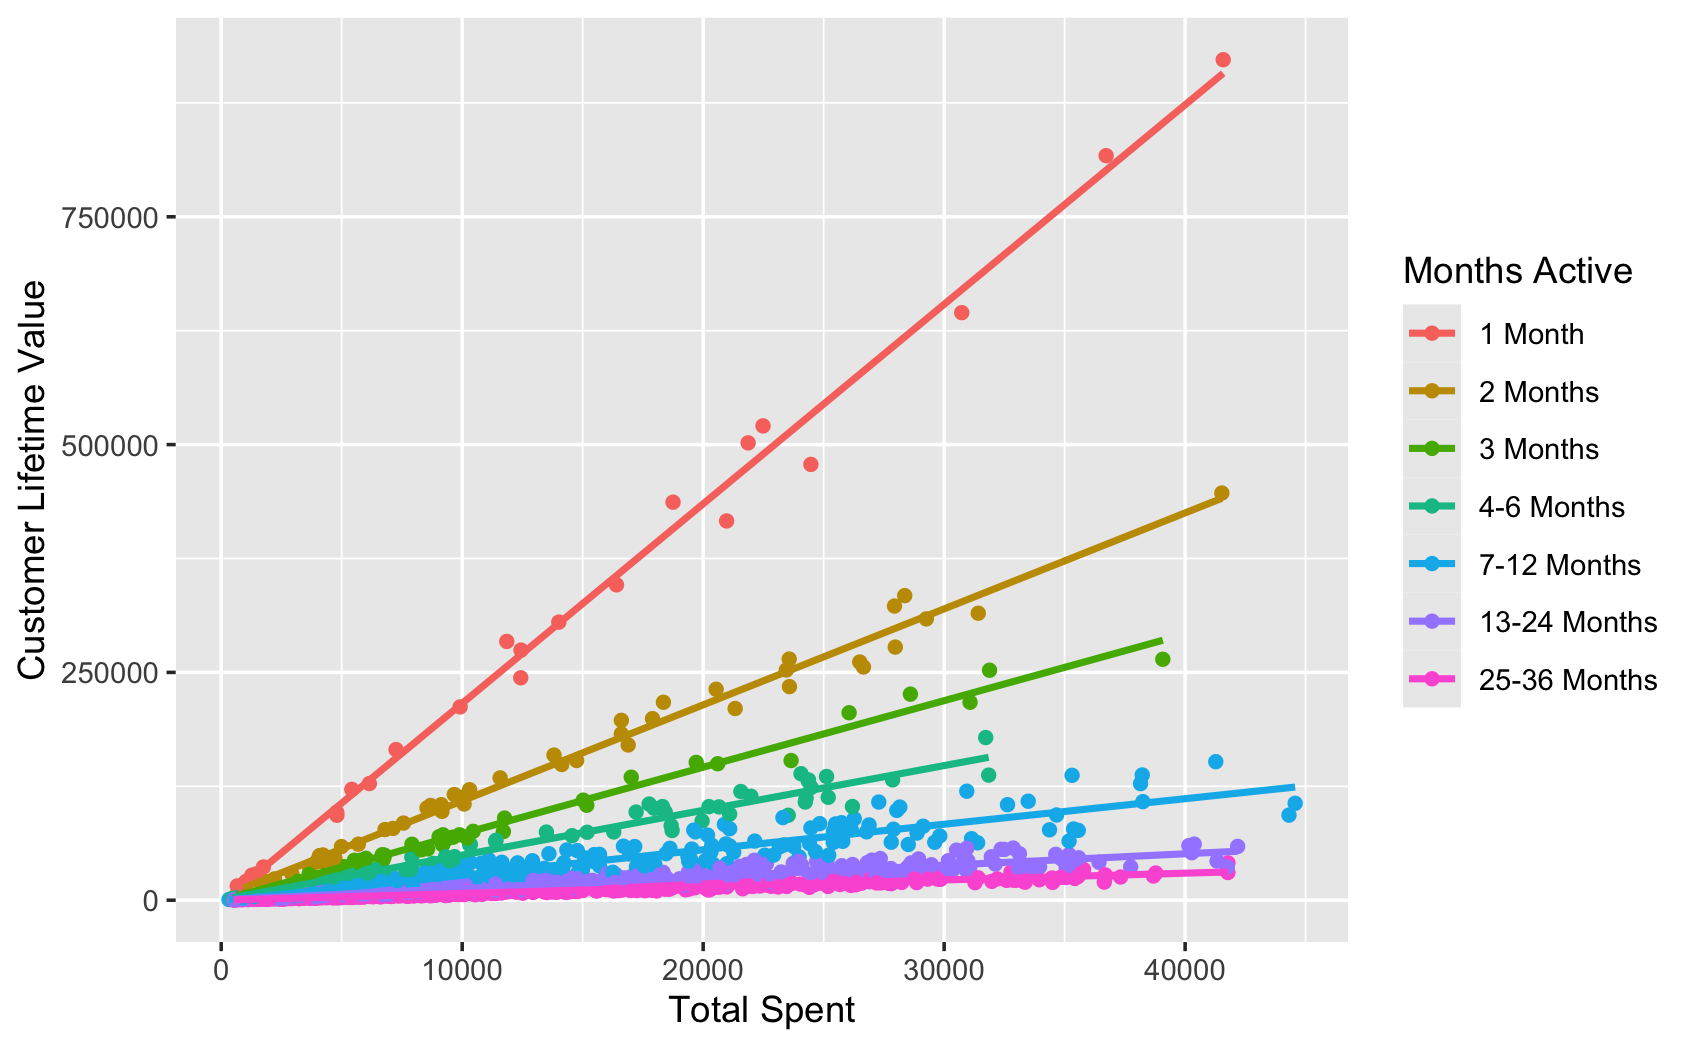 Customer Lifetime Value
750000
500000
250000
0
0 10000 20000 30000 40000
Total Spent
Months Active
1 Month
2 Months
3 Months
4-6 Months
7-12 Months
13-24 Months
25-36 Months